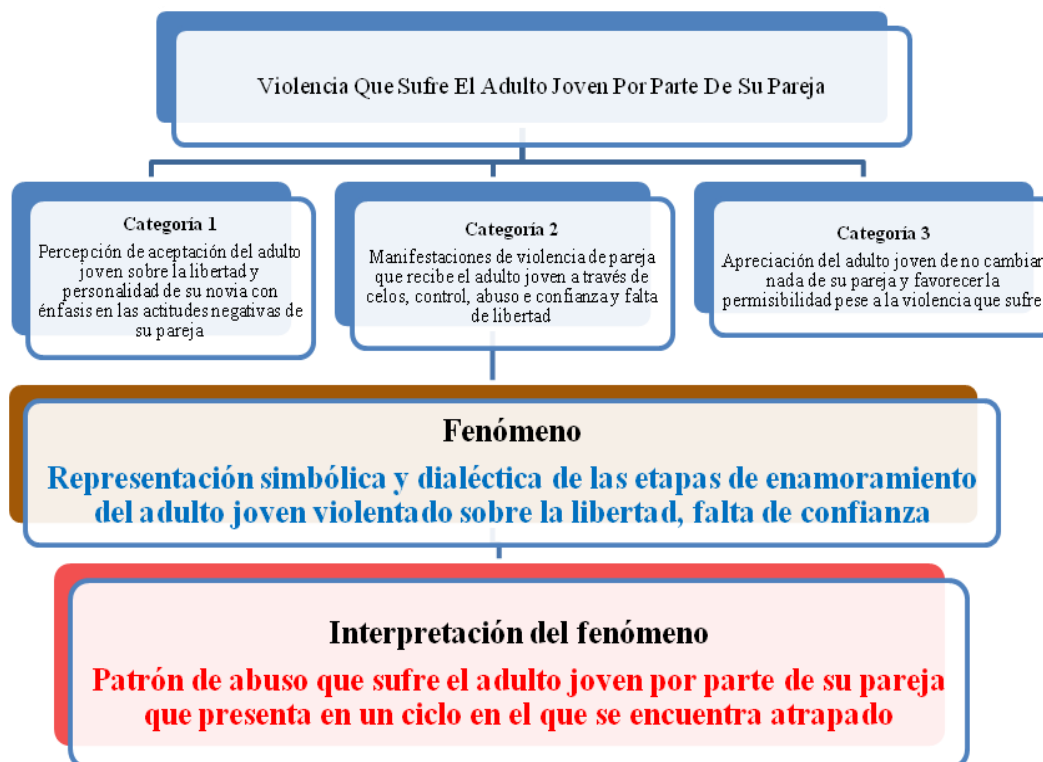 Violencia Que Sufre El Adulto Joven Por Parte De Su Pareja
Categoría 1
Percepción de aceptación del adulto
joven sobre la libertad y
personalidad de su novia con
énfasis en las actitudes negativas de
su pareja
Categoría 2
Manifestaciones de violencia de pareja
que recibe el adulto joven a través de
celos, control, abuso e confianza y falta
de libertad
Categoría 3
Apreciación del adulto joven de no cambiar
nada de su pareja y favorecer la
permisibilidad pese a la violencia que sufre
Fenómeno
Representación simbólica y dialéctica de las etapas de enamoramiento
del adulto joven violentado sobre la libertad, falta de confianza
Interpretación del fenómeno
Patrón de abuso que sufre el adulto joven por parte de su pareja
que presenta en un ciclo en el que se encuentra atrapado